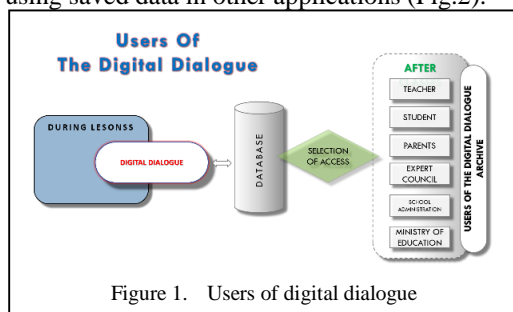 using saved data in other applications (Fig.2).
Users Of
The Digital Dialogue
DURING LESONSS
DIGITAL DIALOGUE
DATABASE
SELECTION
OF ACCESS
AFTER
TEACHER
STUDENT
PARENTS
EXPERT
COUNCIL
SCHOOL
ADMINISTRATION
MINISTRY OF
EDUCATION
USERS OF THE DIGITAL DIALOGUE
ARCHIVE
Figure 1. Users of digital dialogue